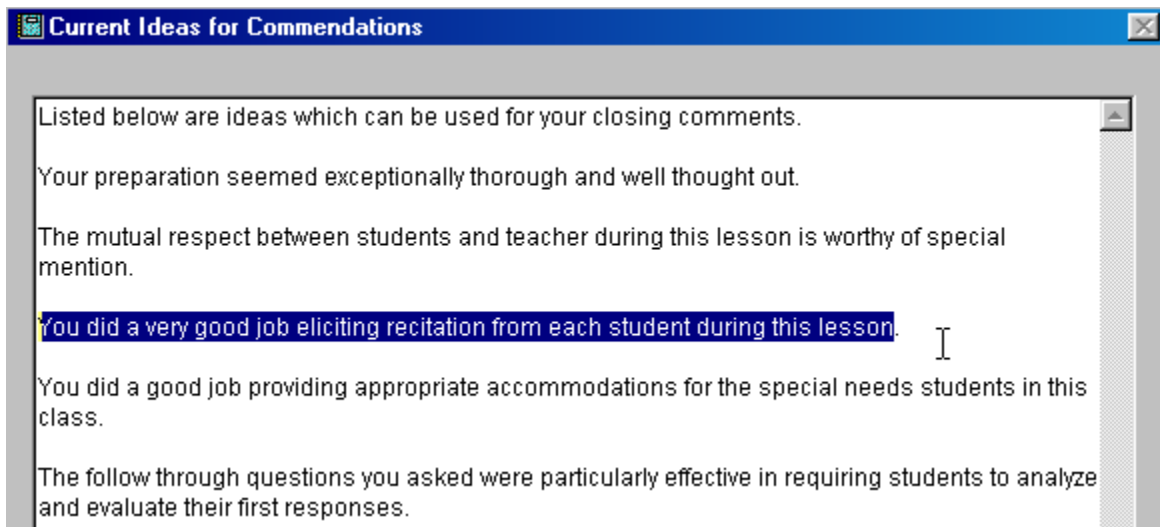 Current Ideas for Commendations
Listed below are ideas which can be used for your closing comments.
Your preparation seemed exceptionally thorough and well thought out.
The mutual respect between students and teacher during this lesson is worthy of special
mention.
You did a very good job eliciting recitation from each student during this lesson.
You did a good job providing appropriate accommodations for the special needs students in this
class.
The follow through questions you asked were particularly effective in requiring students to analyze
and evaluate their first responses.